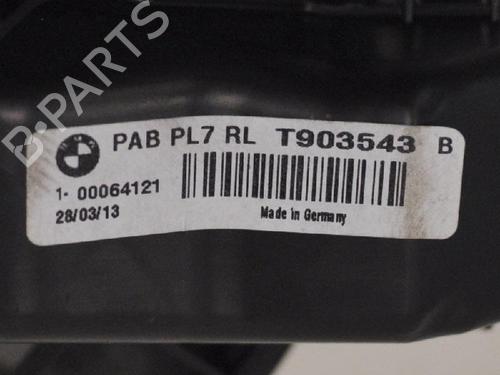 B-PARTS
PAB PL7 RL T903543 B
1- 00064121
28/03/13
Made in Germany